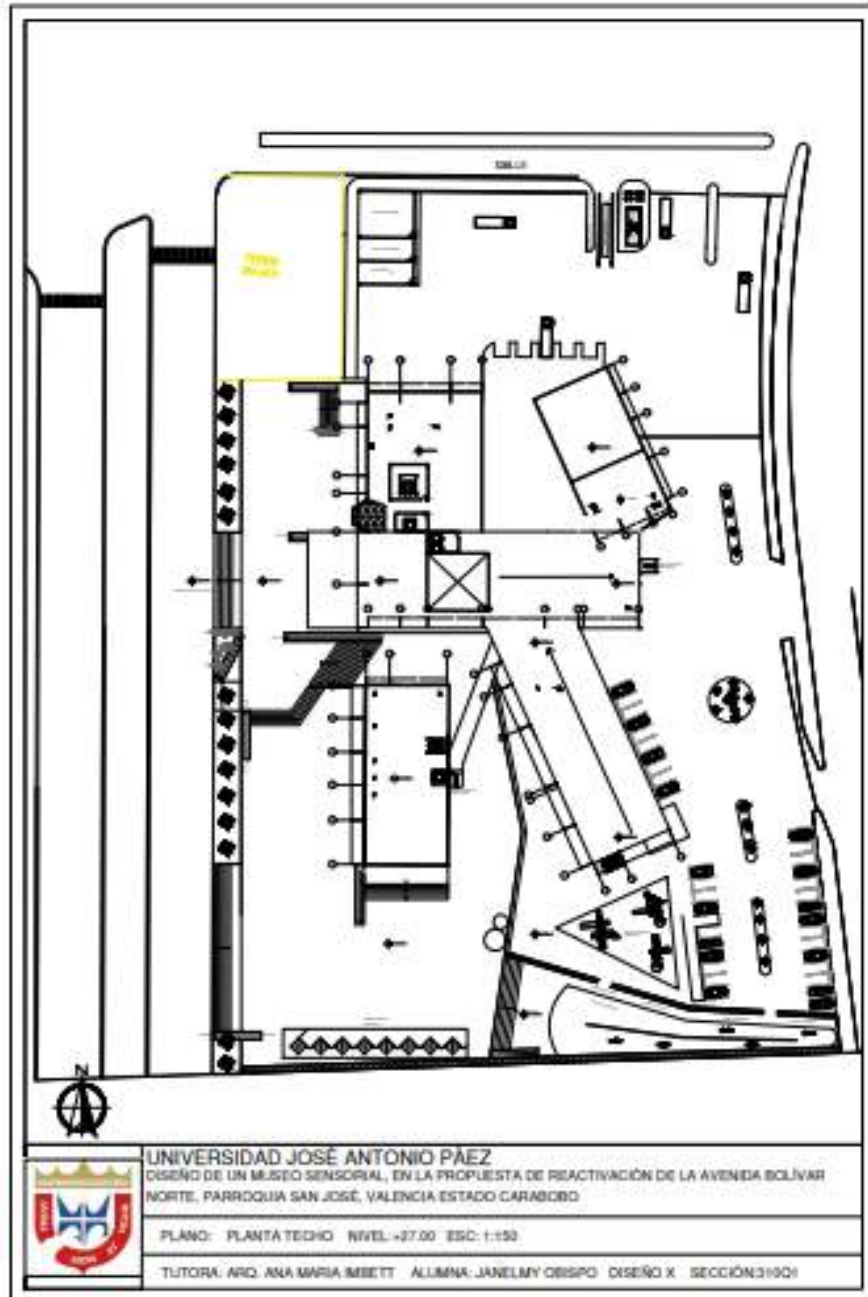 CALLE
N
UNIVERSIDAD JOSÉ ANTONIO PÁEZ
DISEÑO DE UN MUSEO SENSORIAL, EN LA PROPUESTA DE REACTIVACIÓN DE LA AVENIDA BOLÍVAR
NORTE, PARROQUIA SAN JOSÉ, VALENCIA ESTADO CARABOBO
PLANO: PLANTA TECHO NIVEL:+27.00 ESC: 1:150
TUTORA: ARQ. ANA MARIA IMBETT ALUMNA: JANELMY OBISPO DISEÑO X SECCIÓN:310Q1